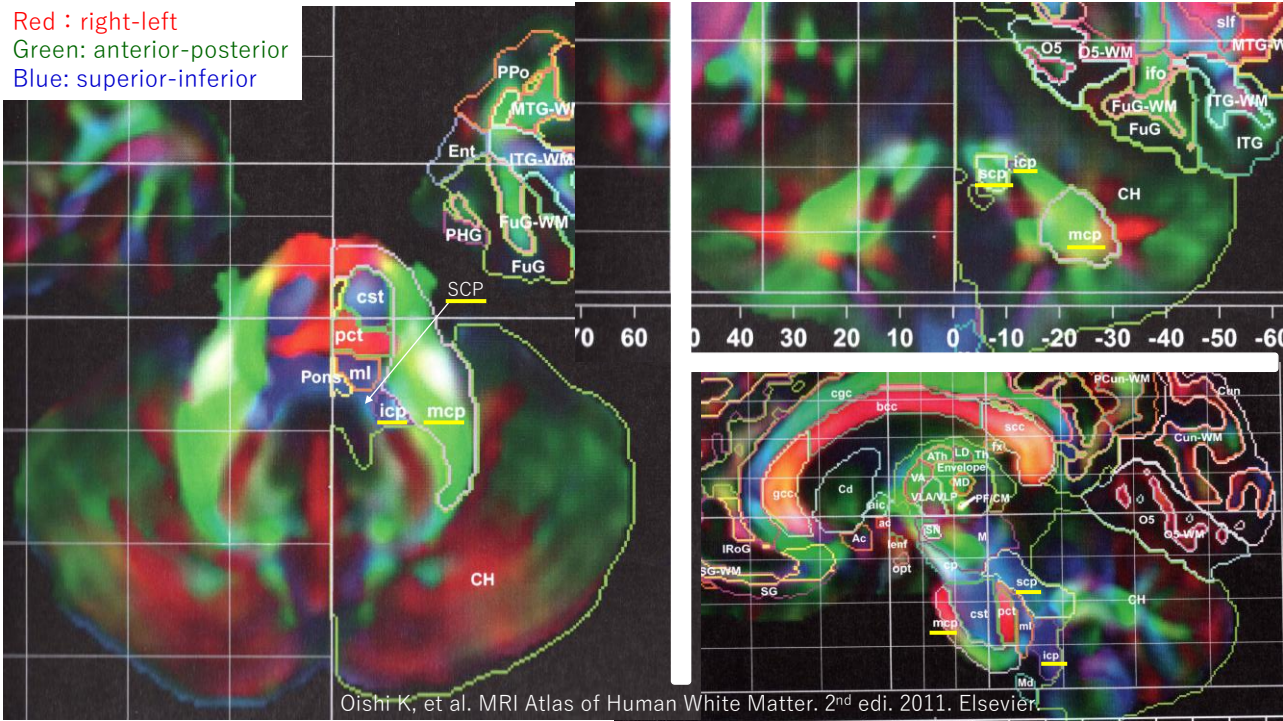 Red：right-left
Green: anterior-posterior
Blue: superior-inferior
PPo
MTG-W
Ent
ITG-WM
PHG
FuG-WM
FuG
SCP
cst
pct
ml
Pons
icp
mcp
CH
70 60
slf
O5
O5-WM
MTG-WM
ifo
FuG-WM
ITG-WM
FuG
ITG
icp
scp
CH
mcp
40 30 20 10 0 -10 -20 -30 -40 -50 -60
PCun-WM
Cun
cgc
bcc
scc
Cun-WM
fx
ATh
LD
Th
Envelope
VA
MD
gcc
Cd
VLA/VLP
PF/CM
O5
aic
ac
SN
O5-WM
IRoG
Ac
lenf
M
SG-WM
opt
cp
SG
scp
CH
mcp
cst
pct
ml
icp
Md
Oishi K, et al. MRI Atlas of Human White Matter. 2nd edi. 2011. Elsevier.